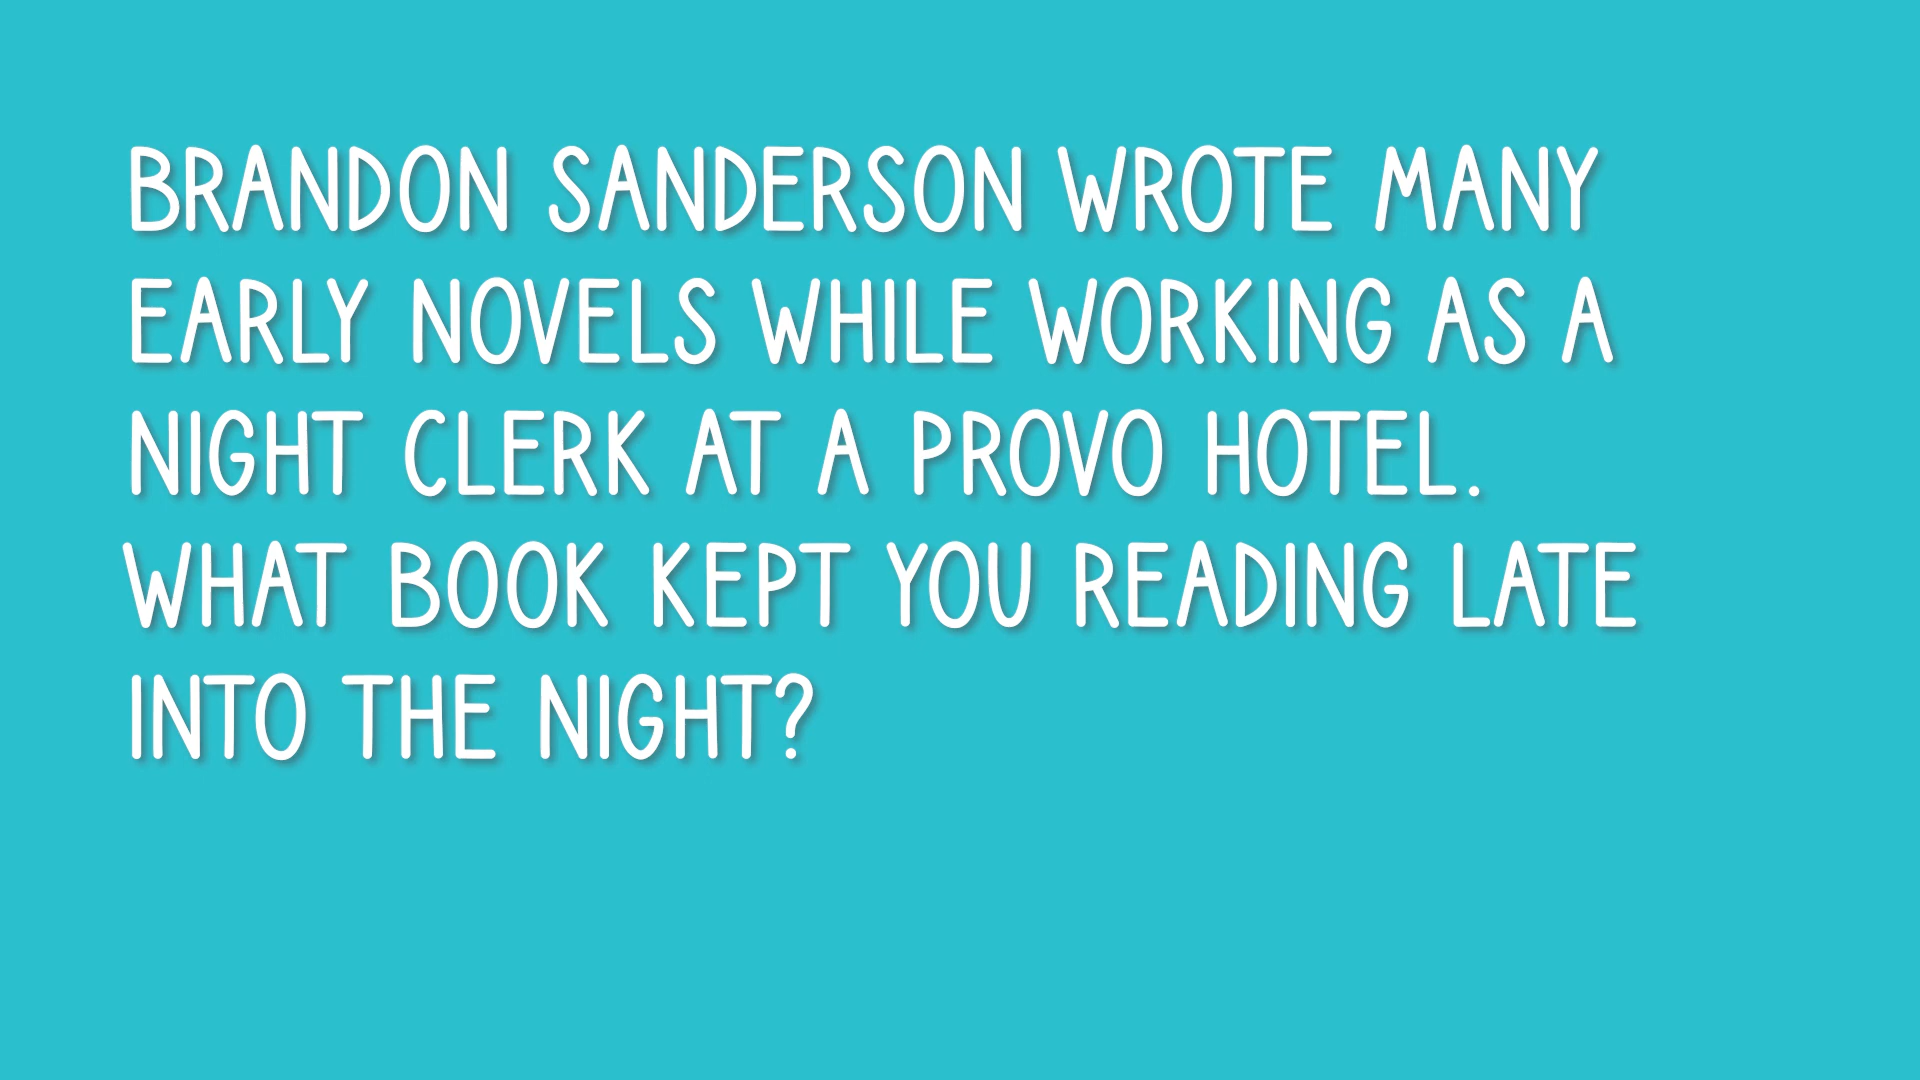 BRANDON SANDERSON WROTE MANY
EARLY NOVELS WHILE WORKING AS A
NIGHT CLERK AT A PROVO HOTEL.
WHAT BOOK KEPT YOU READING LATE
INTO THE NIGHT?